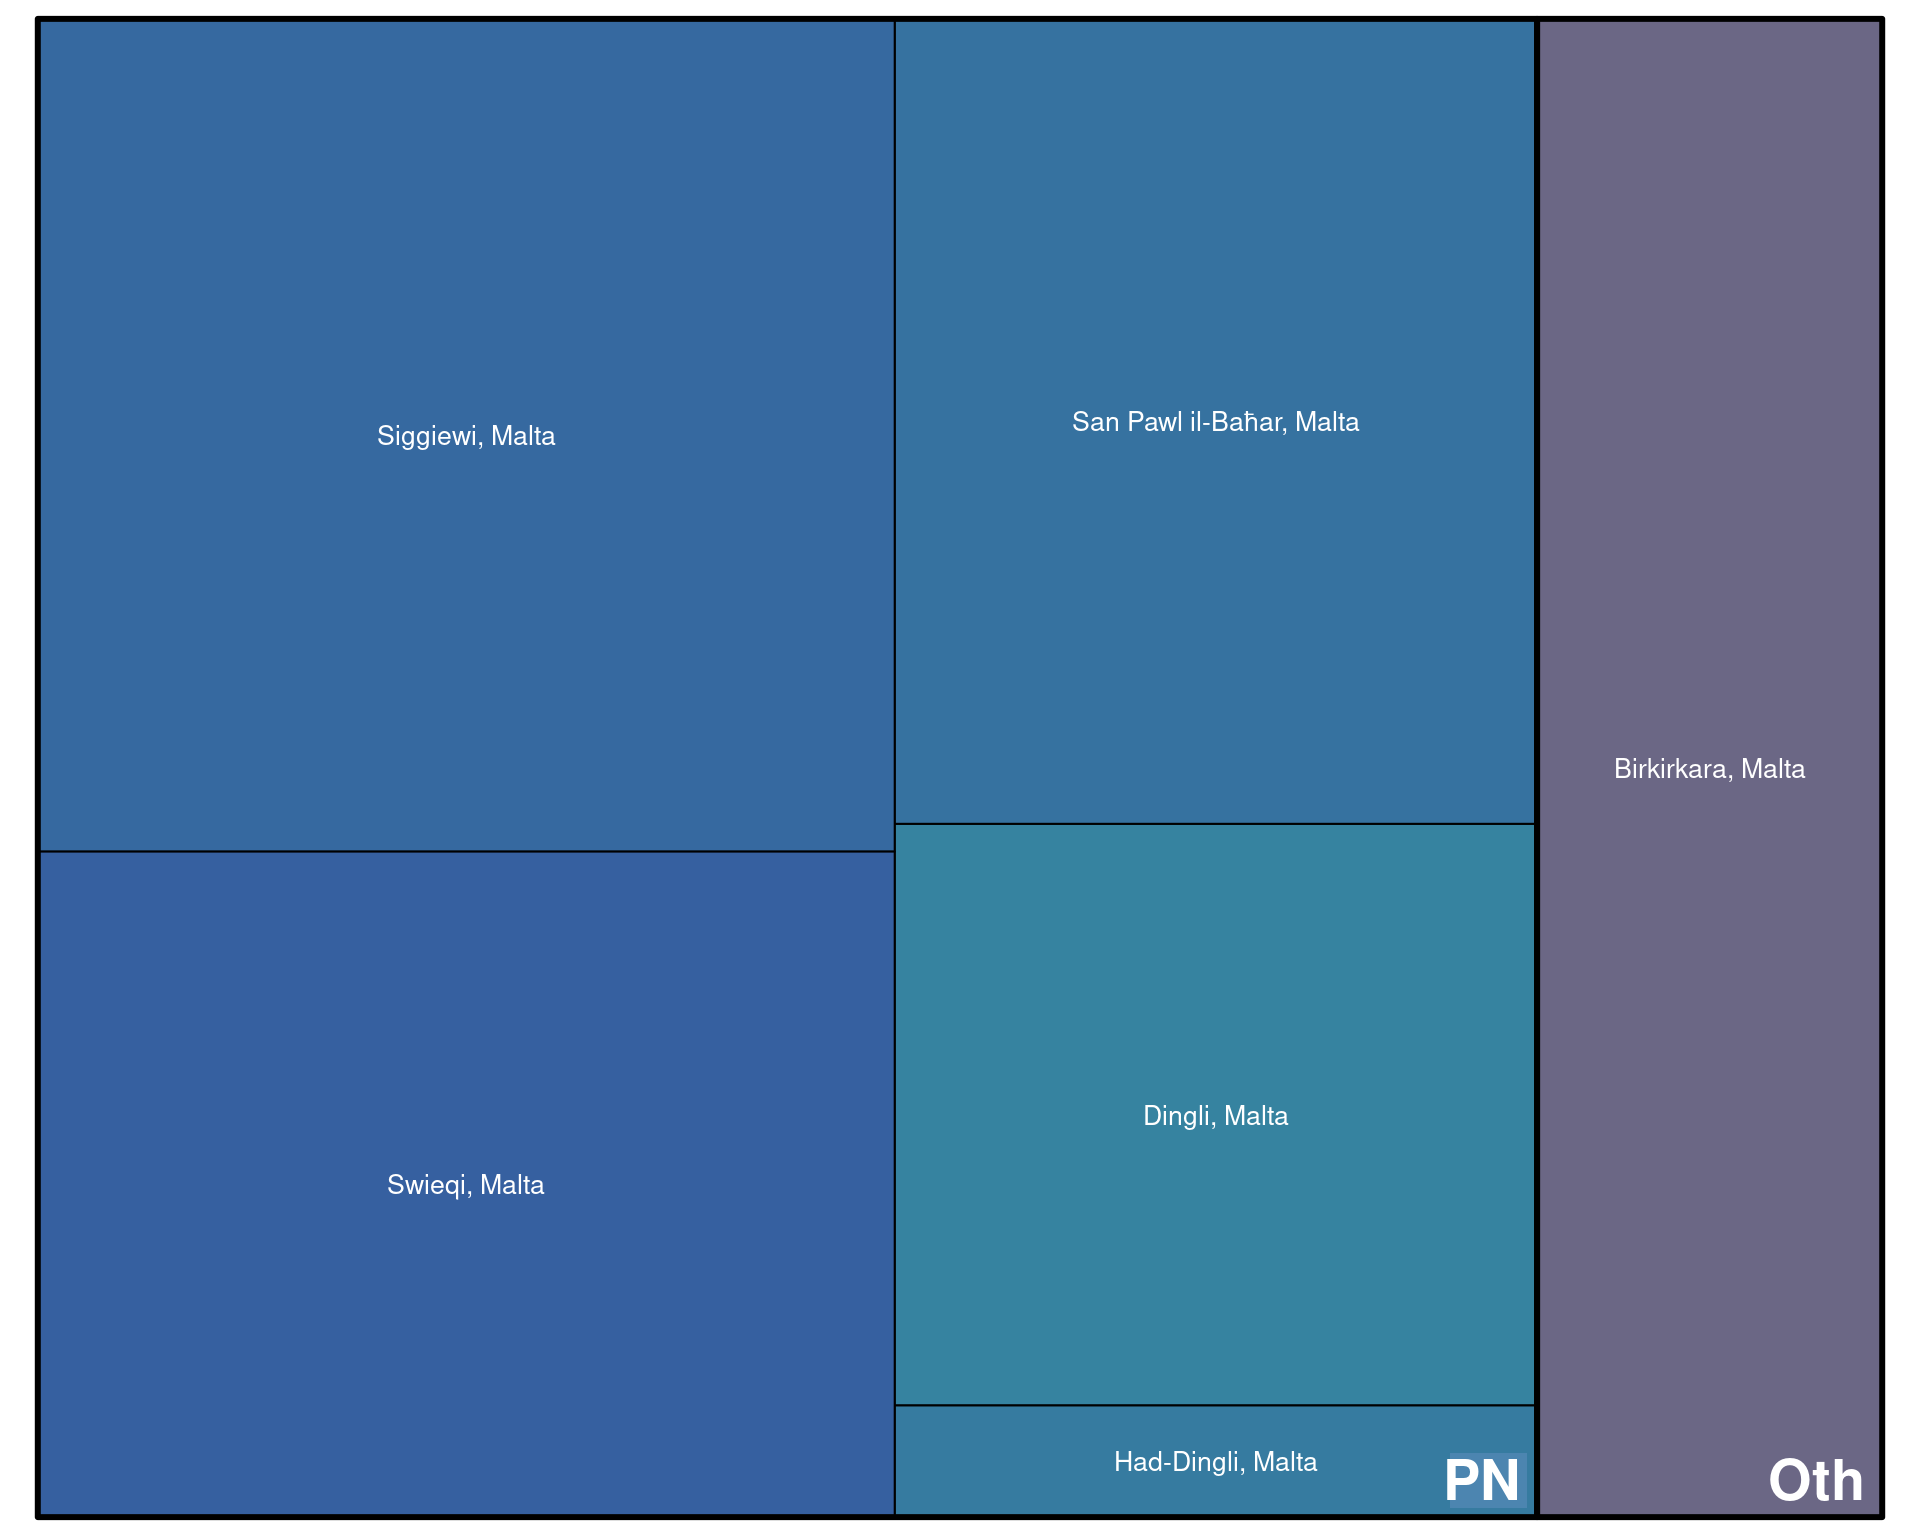 Siggiewi, Malta
San Pawl il-Baħar, Malta
Birkirkara, Malta
Dingli, Malta
Swieqi, Malta
Had-Dingli, Malta
PN
Oth